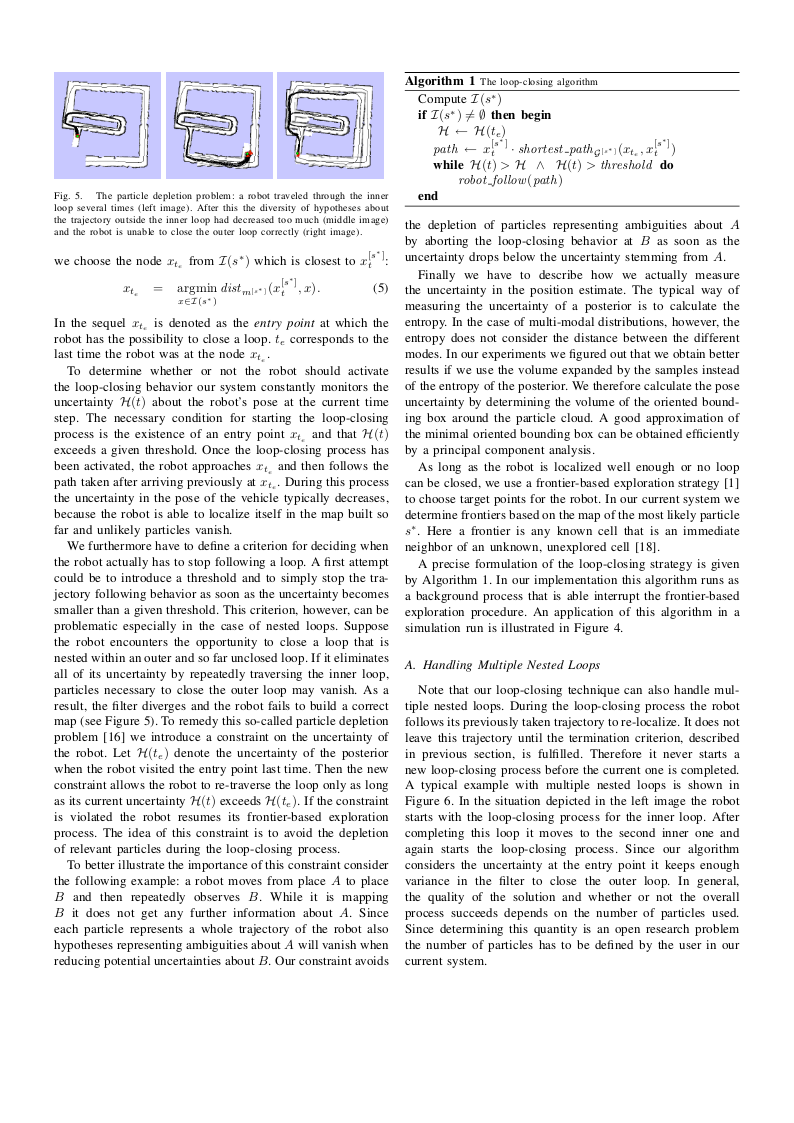 Fig. 5. The particle depletion problem: a robot traveled through the inner
loop several times (left image). After this the diversity of hypotheses about
the trajectory outside the inner loop had decreased too much (middle image)
and the robot is unable to close the outer loop correctly (right image).
we choose the node x_{t_e} from I(s*) which is closest to x_t^{[s*]}:
x_{t_e} = argmin_{x∈I(s*)} dist_{m^{[s*]}}(x_t^{[s*]}, x). (5)
In the sequel x_{t_e} is denoted as the entry point at which the
robot has the possibility to close a loop. t_e corresponds to the
last time the robot was at the node x_{t_e}.
To determine whether or not the robot should activate
the loop-closing behavior our system constantly monitors the
uncertainty H(t) about the robot's pose at the current time
step. The necessary condition for starting the loop-closing
process is the existence of an entry point x_{t_e} and that H(t)
exceeds a given threshold. Once the loop-closing process has
been activated, the robot approaches x_{t_e} and then follows the
path taken after arriving previously at x_{t_e}. During this process
the uncertainty in the pose of the vehicle typically decreases,
because the robot is able to localize itself in the map built so
far and unlikely particles vanish.
We furthermore have to define a criterion for deciding when
the robot actually has to stop following a loop. A first attempt
could be to introduce a threshold and to simply stop the tra-
jectory following behavior as soon as the uncertainty becomes
smaller than a given threshold. This criterion, however, can be
problematic especially in the case of nested loops. Suppose
the robot encounters the opportunity to close a loop that is
nested within an outer and so far unclosed loop. If it eliminates
all of its uncertainty by repeatedly traversing the inner loop,
particles necessary to close the outer loop may vanish. As a
result, the filter diverges and the robot fails to build a correct
map (see Figure 5). To remedy this so-called particle depletion
problem [16] we introduce a constraint on the uncertainty of
the robot. Let H(t_e) denote the uncertainty of the posterior
when the robot visited the entry point last time. Then the new
constraint allows the robot to re-traverse the loop only as long
as its current uncertainty H(t) exceeds H(t_e). If the constraint
is violated the robot resumes its frontier-based exploration
process. The idea of this constraint is to avoid the depletion
of relevant particles during the loop-closing process.
To better illustrate the importance of this constraint consider
the following example: a robot moves from place A to place
B and then repeatedly observes B. While it is mapping
B it does not get any further information about A. Since
each particle represents a whole trajectory of the robot also
hypotheses representing ambiguities about A will vanish when
reducing potential uncertainties about B. Our constraint avoids
Algorithm 1 The loop-closing algorithm
Compute I(s*)
if I(s*) ≠ ∅ then begin
H ← H(t_e)
path ← x_t^{[s*]} · shortest_path_{G^{[s*]}}(x_{t_e}, x_t^{[s*]})
while H(t) > H ∧ H(t) > threshold do
robot_follow(path)
end
the depletion of particles representing ambiguities about A
by aborting the loop-closing behavior at B as soon as the
uncertainty drops below the uncertainty stemming from A.
Finally we have to describe how we actually measure
the uncertainty in the position estimate. The typical way of
measuring the uncertainty of a posterior is to calculate the
entropy. In the case of multi-modal distributions, however, the
entropy does not consider the distance between the different
modes. In our experiments we figured out that we obtain better
results if we use the volume expanded by the samples instead
of the entropy of the posterior. We therefore calculate the pose
uncertainty by determining the volume of the oriented bound-
ing box around the particle cloud. A good approximation of
the minimal oriented bounding box can be obtained efficiently
by a principal component analysis.
As long as the robot is localized well enough or no loop
can be closed, we use a frontier-based exploration strategy [1]
to choose target points for the robot. In our current system we
determine frontiers based on the map of the most likely particle
s*. Here a frontier is any known cell that is an immediate
neighbor of an unknown, unexplored cell [18].
A precise formulation of the loop-closing strategy is given
by Algorithm 1. In our implementation this algorithm runs as
a background process that is able interrupt the frontier-based
exploration procedure. An application of this algorithm in a
simulation run is illustrated in Figure 4.
A. Handling Multiple Nested Loops
Note that our loop-closing technique can also handle mul-
tiple nested loops. During the loop-closing process the robot
follows its previously taken trajectory to re-localize. It does not
leave this trajectory until the termination criterion, described
in previous section, is fulfilled. Therefore it never starts a
new loop-closing process before the current one is completed.
A typical example with multiple nested loops is shown in
Figure 6. In the situation depicted in the left image the robot
starts with the loop-closing process for the inner loop. After
completing this loop it moves to the second inner one and
again starts the loop-closing process. Since our algorithm
considers the uncertainty at the entry point it keeps enough
variance in the filter to close the outer loop. In general,
the quality of the solution and whether or not the overall
process succeeds depends on the number of particles used.
Since determining this quantity is an open research problem
the number of particles has to be defined by the user in our
current system.